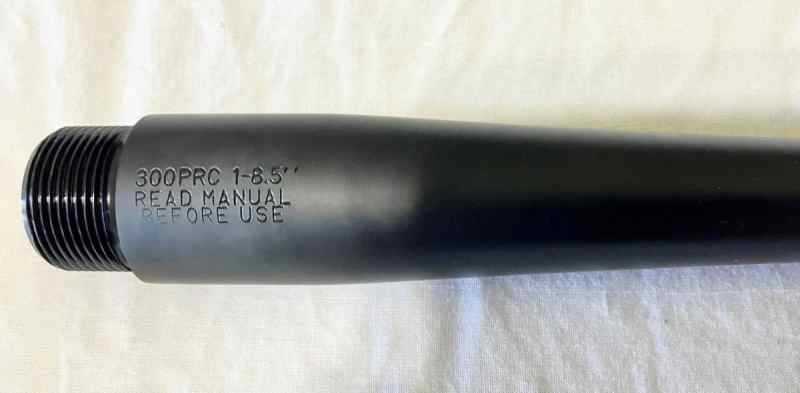 300PRC 1-8.5''
READ MANUAL
BEFORE USE